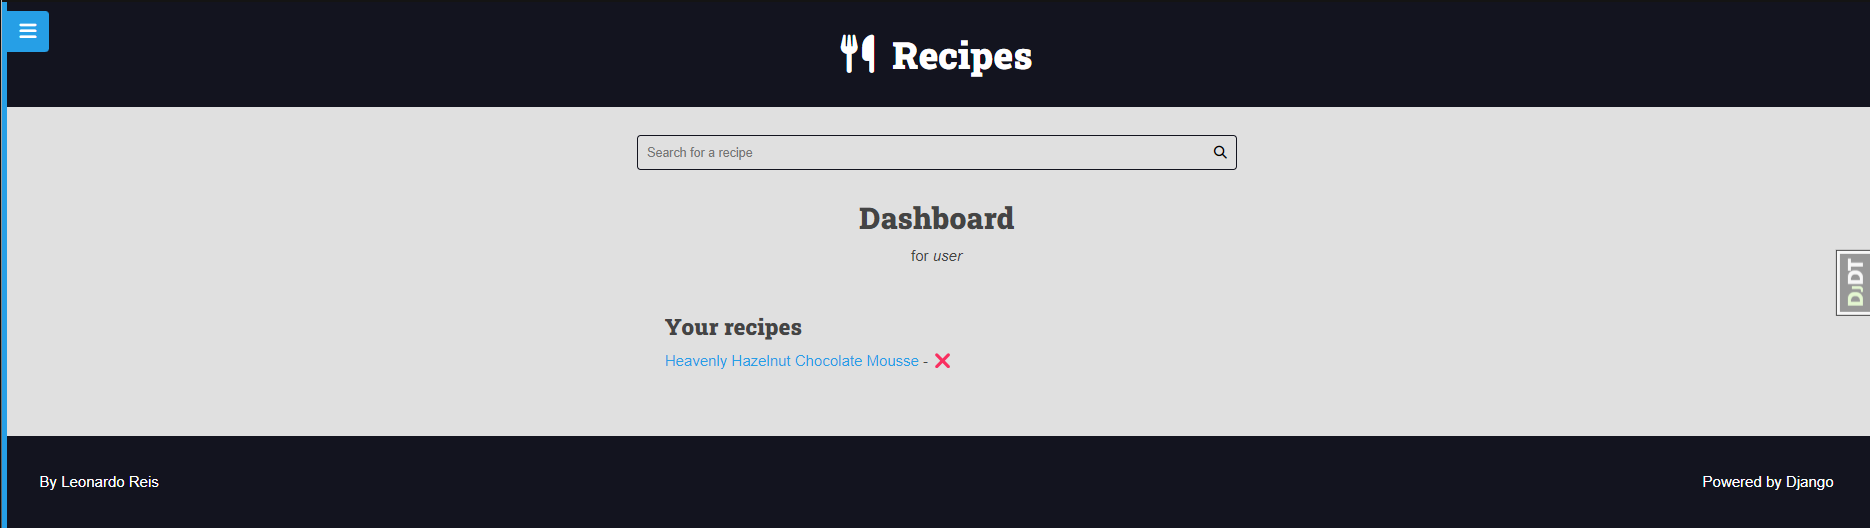 Recipes
Search for a recipe
Dashboard
for user
DJDT
Your recipes
Heavenly Hazelnut Chocolate Mousse - ❌
By Leonardo Reis
Powered by Django